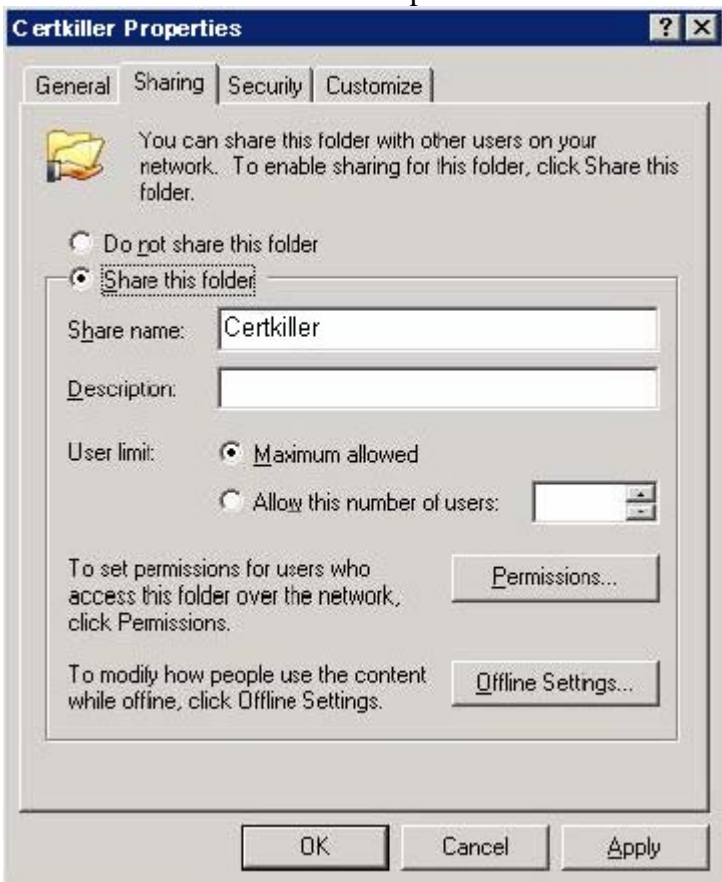 Certkiller Properties
General Sharing Security Customize
You can share this folder with other users on your
network. To enable sharing for this folder, click Share this
folder.
Do not share this folder
Share this folder
Share name: Certkiller
Description:
User limit: Maximum allowed
Allow this number of users:
To set permissions for users who
access this folder over the network,
click Permissions.
Permissions...
To modify how people use the content
while offine, click Offline Settings.
Offline Settings...
OK Cancel Apply